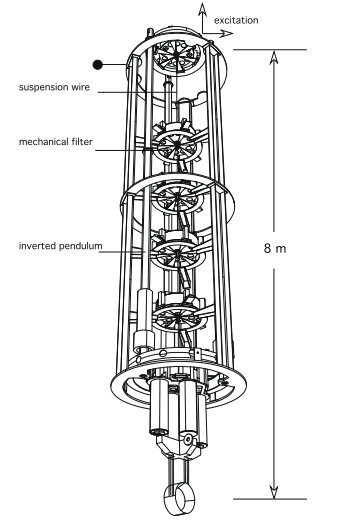 excitation
suspension wire
mechanical filter
inverted pendulum
8 m